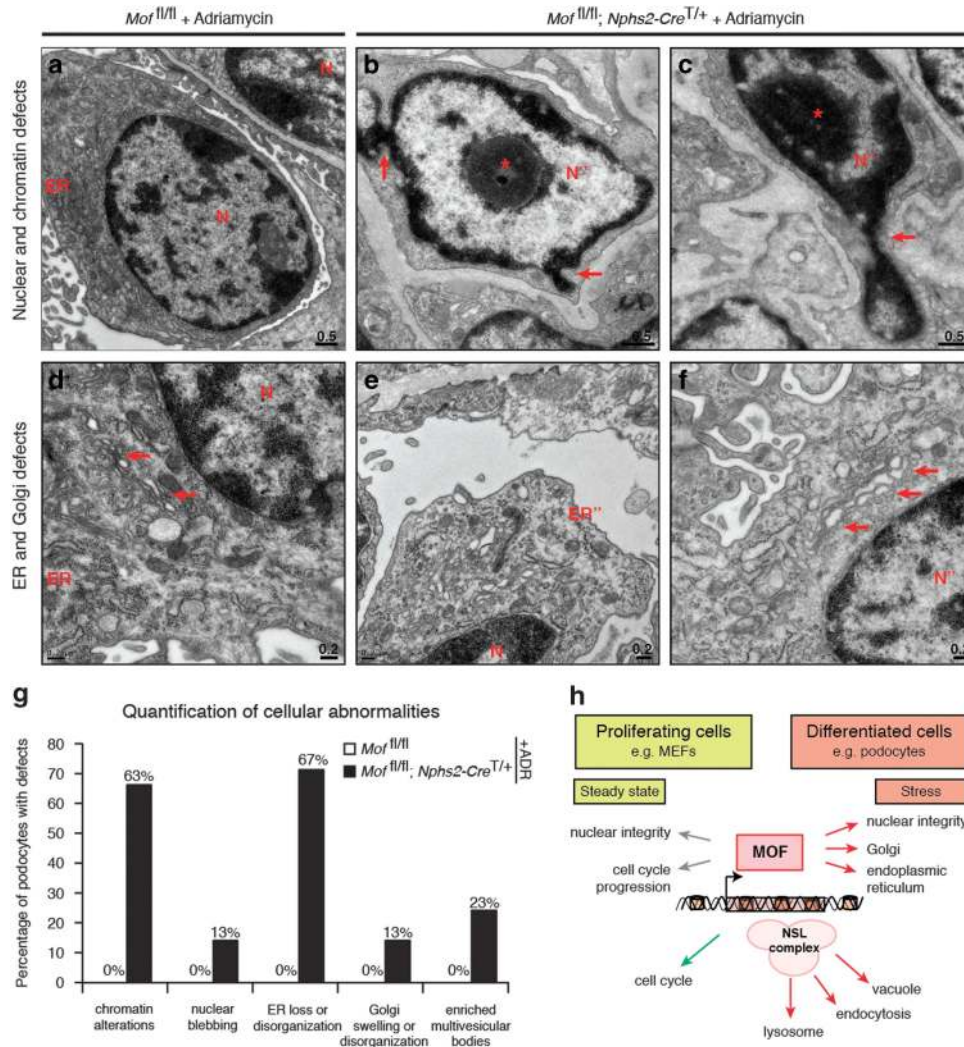 Mof fl/fl + Adriamycin
Mof fl/fl; Nphs2-Cre T/+ + Adriamycin
Nuclear and chromatin defects
a
N
ER
N
0.5
b
*
N''
0.5
c
*
N''
0.5
ER and Golgi defects
d
N
ER
0.2
e
ER''
N
0.2
f
N''
g
Quantification of cellular abnormalities
Mof fl/fl
Mof fl/fl; Nphs2-Cre T/+
+ADR
Percentage of podocytes with defects
80
70
60
50
40
30
20
10
0
0%
63%
0%
13%
0%
67%
0%
13%
0%
23%
chromatin
alterations
nuclear
blebbing
ER loss or
disorganization
Golgi
swelling or
disorganization
enriched
multivesicular
bodies
h
Proliferating cells
e.g. MEFs
Differentiated cells
e.g. podocytes
Steady state
Stress
nuclear integrity
cell cycle
progression
MOF
nuclear integrity
Golgi
endoplasmic
reticulum
NSL
complex
cell cycle
vacuole
endocytosis
lysosome